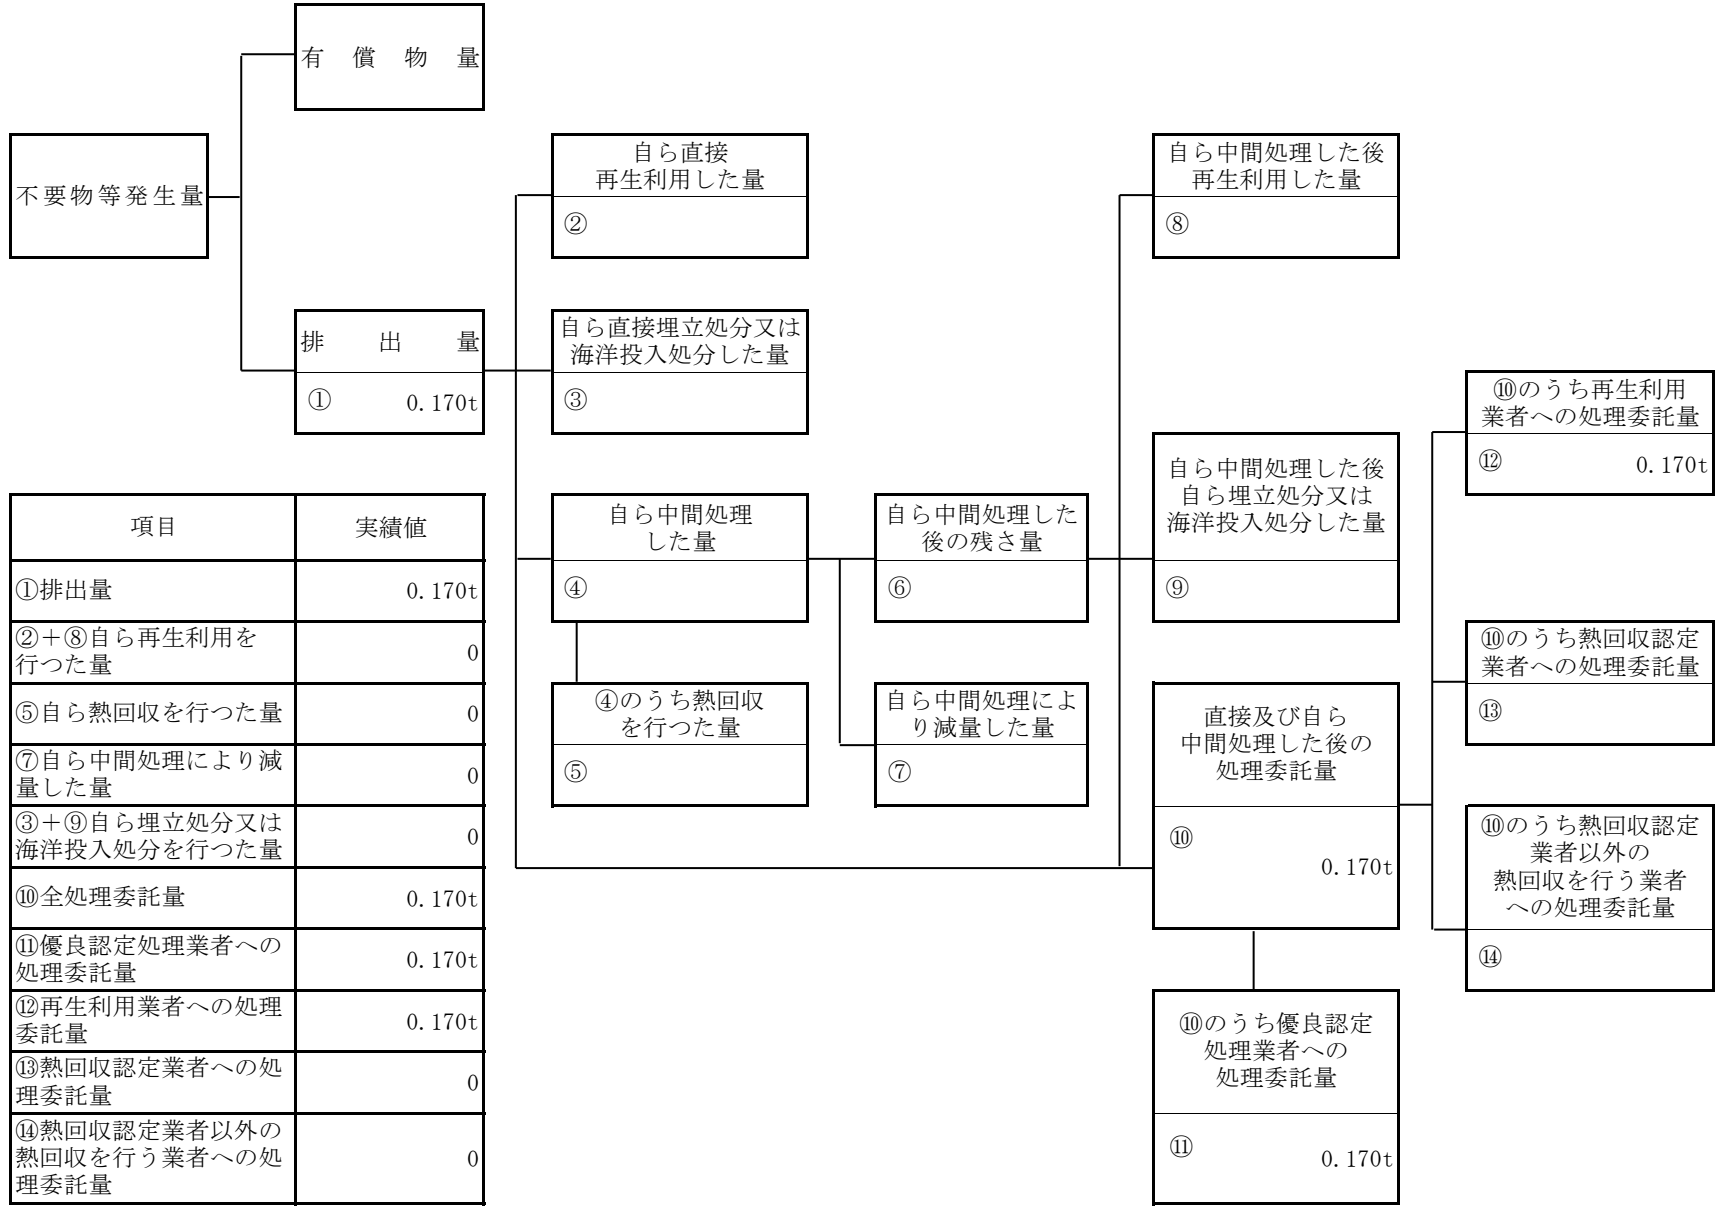 有償物量
不要物等発生量
自ら直接
再生利用した量
②
自ら中間処理した後
再生利用した量
⑧
排出量
① 0.170t
自ら直接埋立処分又は
海洋投入処分した量
③
⑩のうち再生利用
業者への処理委託量
⑫ 0.170t
自ら中間処理した後
自ら埋立処分又は
海洋投入処分した量
⑨
自ら中間処理
した量
④
自ら中間処理した
後の残さ量
⑥
⑩のうち熱回収認定
業者への処理委託量
⑬
④のうち熱回収
を行つた量
⑤
自ら中間処理によ
り減量した量
⑦
直接及び自ら
中間処理した後の
処理委託量
⑩
0.170t
⑩のうち熱回収認定
業者以外の
熱回収を行う業者
への処理委託量
⑭
⑩のうち優良認定
処理業者への
処理委託量
⑪ 0.170t
項目 実績値
①排出量 0.170t
②＋⑧自ら再生利用を
行つた量 0
⑤自ら熱回収を行つた量 0
⑦自ら中間処理により減
量した量 0
③＋⑨自ら埋立処分又は
海洋投入処分を行つた量 0
⑩全処理委託量 0.170t
⑪優良認定処理業者への
処理委託量 0.170t
⑫再生利用業者への処理
委託量 0.170t
⑬熱回収認定業者への処
理委託量 0
⑭熱回収認定業者以外の
熱回収を行う業者への処
理委託量 0